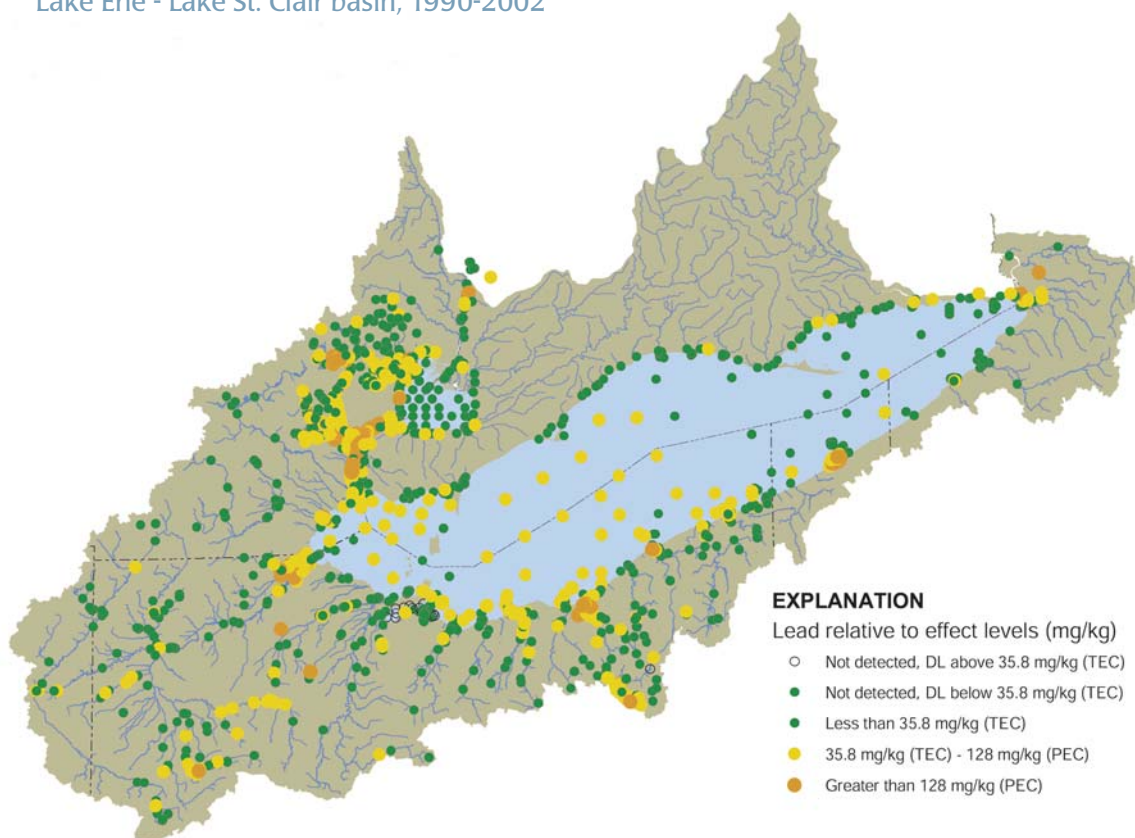 Lake Erie - Lake St. Clair basin, 1990-2002
EXPLANATION
Lead relative to effect levels (mg/kg)
Not detected, DL above 35.8 mg/kg (TEC)
Not detected, DL below 35.8 mg/kg (TEC)
Less than 35.8 mg/kg (TEC)
35.8 mg/kg (TEC) - 128 mg/kg (PEC)
Greater than 128 mg/kg (PEC)